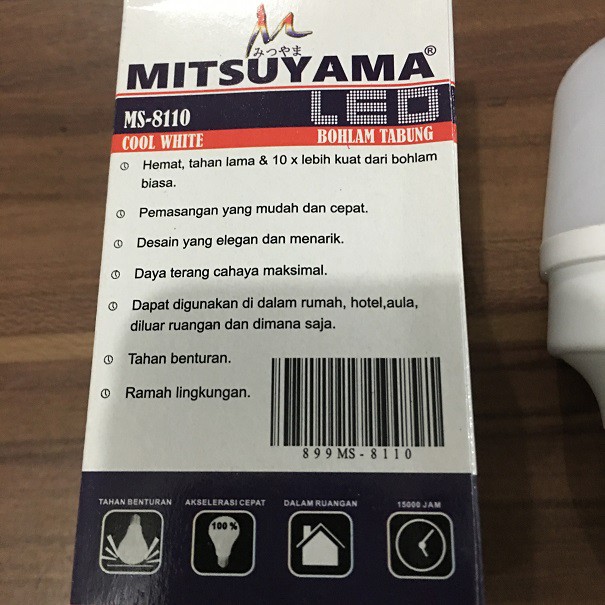 みつやま
MITSUYAMA®
MS-8110
LED
COOL WHITE
BOHLAM TABUNG
Hemat, tahan lama & 10 x lebih kuat dari bohlam
biasa.
Pemasangan yang mudah dan cepat.
Desain yang elegan dan menarik.
Daya terang cahaya maksimal.
Dapat digunakan di dalam rumah, hotel,aula,
diluar ruangan dan dimana saja.
Tahan benturan.
Ramah lingkungan.
899MS-8110
TAHAN BENTURAN
AKSELERASI CEPAT
DALAM RUANGAN
15000 JAM
100 %